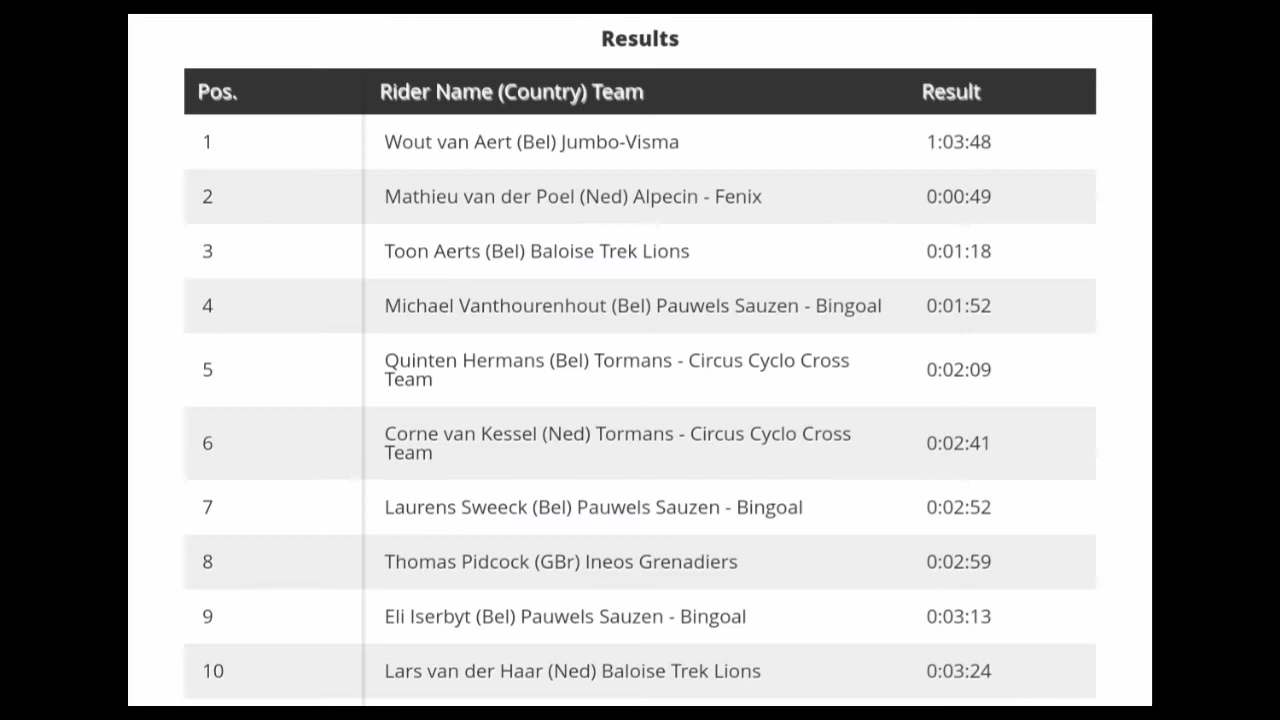 Results
Pos. Rider Name (Country) Team Result
1 Wout van Aert (Bel) Jumbo-Visma 1:03:48
2 Mathieu van der Poel (Ned) Alpecin - Fenix 0:00:49
3 Toon Aerts (Bel) Baloise Trek Lions 0:01:18
4 Michael Vanthourenhout (Bel) Pauwels Sauzen - Bingoal 0:01:52
5 Quinten Hermans (Bel) Tormans - Circus Cyclo Cross
Team 0:02:09
6 Corne van Kessel (Ned) Tormans - Circus Cyclo Cross
Team 0:02:41
7 Laurens Sweeck (Bel) Pauwels Sauzen - Bingoal 0:02:52
8 Thomas Pidcock (GBr) Ineos Grenadiers 0:02:59
9 Eli Iserbyt (Bel) Pauwels Sauzen - Bingoal 0:03:13
10 Lars van der Haar (Ned) Baloise Trek Lions 0:03:24